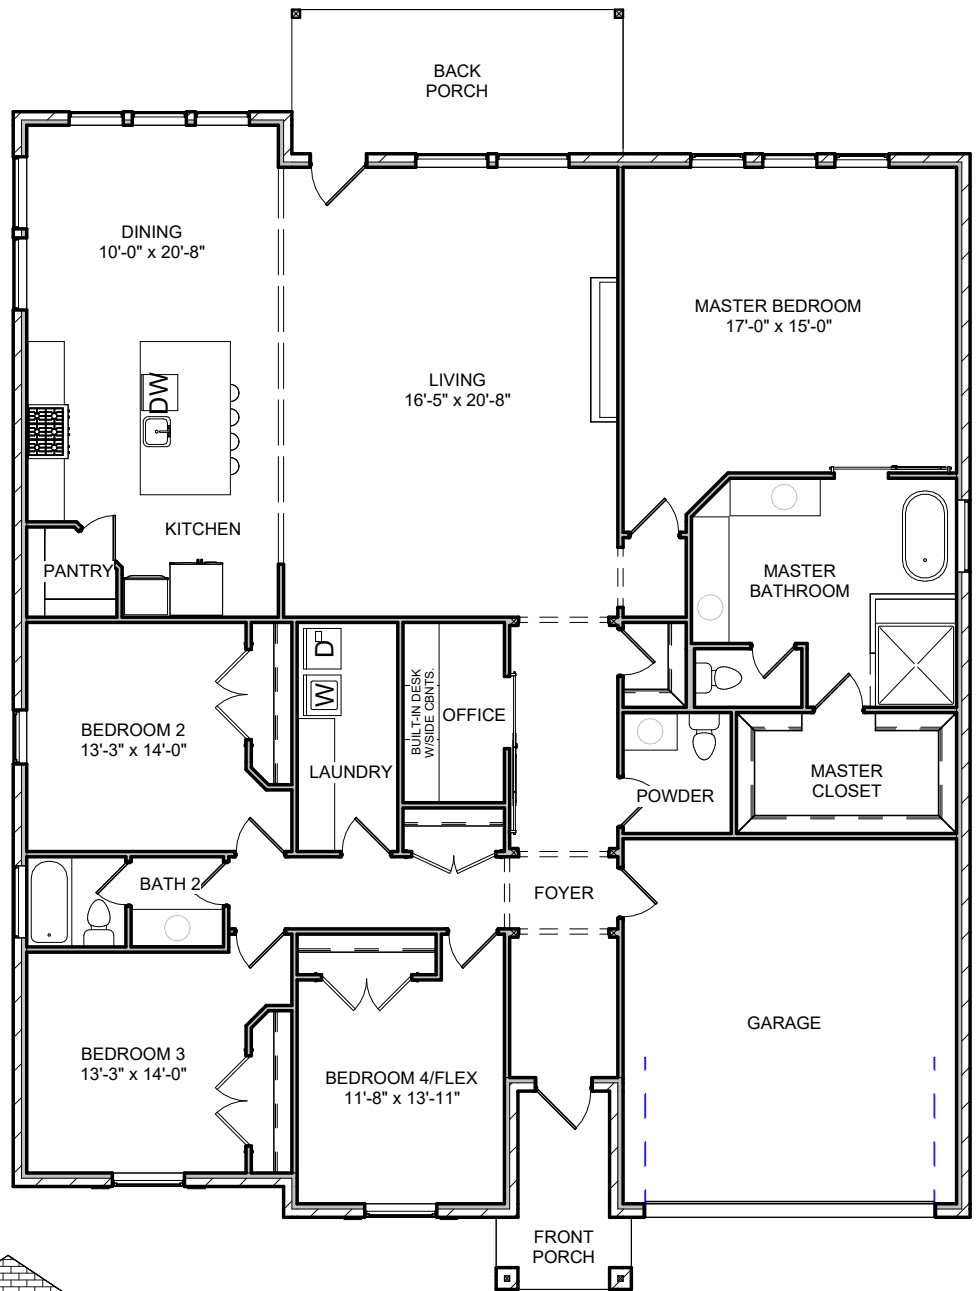 BACK
PORCH
DINING
10'-0" x 20'-8"
MASTER BEDROOM
17'-0" x 15'-0"
LIVING
16'-5" x 20'-8"
DW
KITCHEN
PANTRY
MASTER
BATHROOM
D
W
BUILT-IN DESK
W/SIDE CBNTS.
OFFICE
BEDROOM 2
13'-3" x 14'-0"
LAUNDRY
MASTER
CLOSET
POWDER
BATH 2
FOYER
GARAGE
BEDROOM 3
13'-3" x 14'-0"
BEDROOM 4/FLEX
11'-8" x 13'-11"
FRONT
PORCH